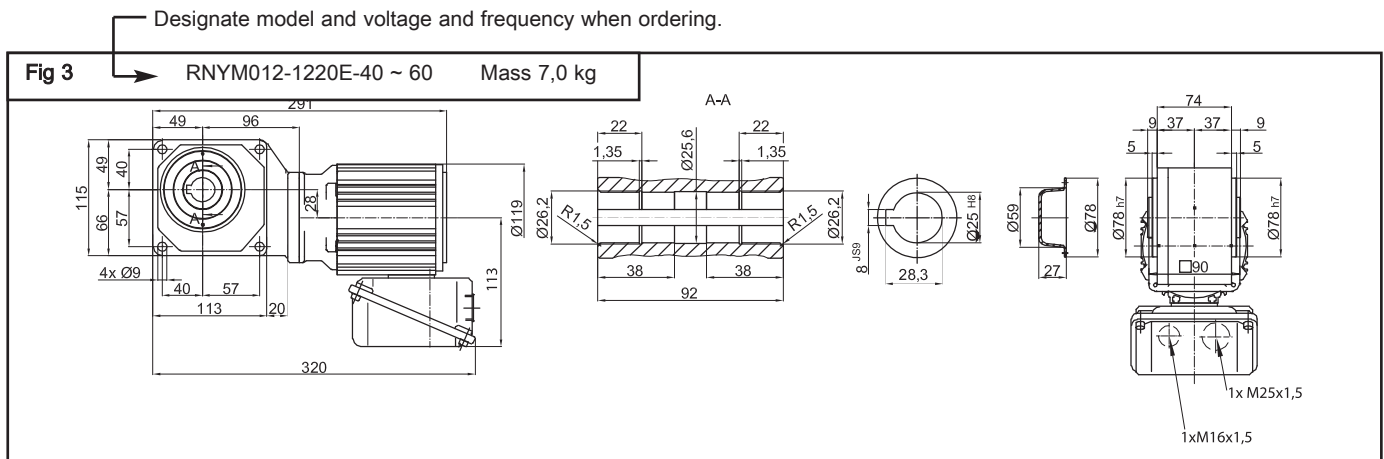 Designate model and voltage and frequency when ordering.
Fig 3 RNYM012-1220E-40 ~ 60 Mass 7,0 kg
291
49 96
115
49
40
66
57
A
A
28
4x Ø9
40 57
113 20
320
Ø119
113
A-A
22 22
1,35 1,35
Ø25,6
Ø26,2
Ø26,2
R1,5
R1,5
38 38
92
8 JS9
28,3
Ø25 H8
Ø59
27
Ø78
74
9 37 37 9
5 5
Ø78 h7
Ø78 h7
□90
1x M25x1,5
1xM16x1,5